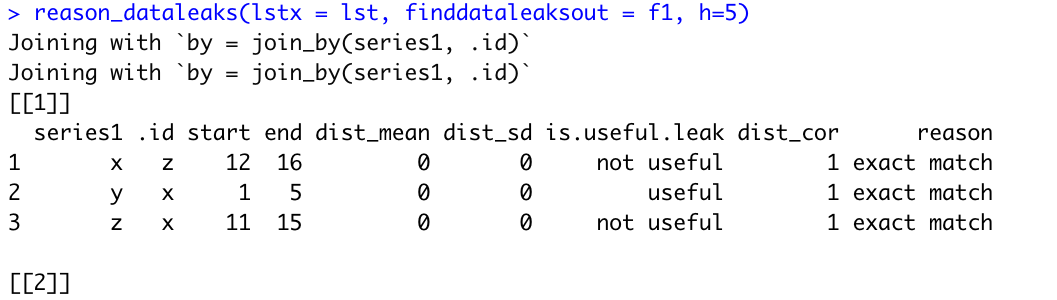 > reason_dataleaks(lstx = lst, finddataleaksout = f1, h=5)
Joining with `by = join_by(series1, .id)`
Joining with `by = join_by(series1, .id)`
[[1]]
  series1 .id start end dist_mean dist_sd is.useful.leak dist_cor      reason
1       x   z    12  16         0       0     not useful        1 exact match
2       y   x     1   5         0       0         useful        1 exact match
3       z   x    11  15         0       0     not useful        1 exact match
[[2]]